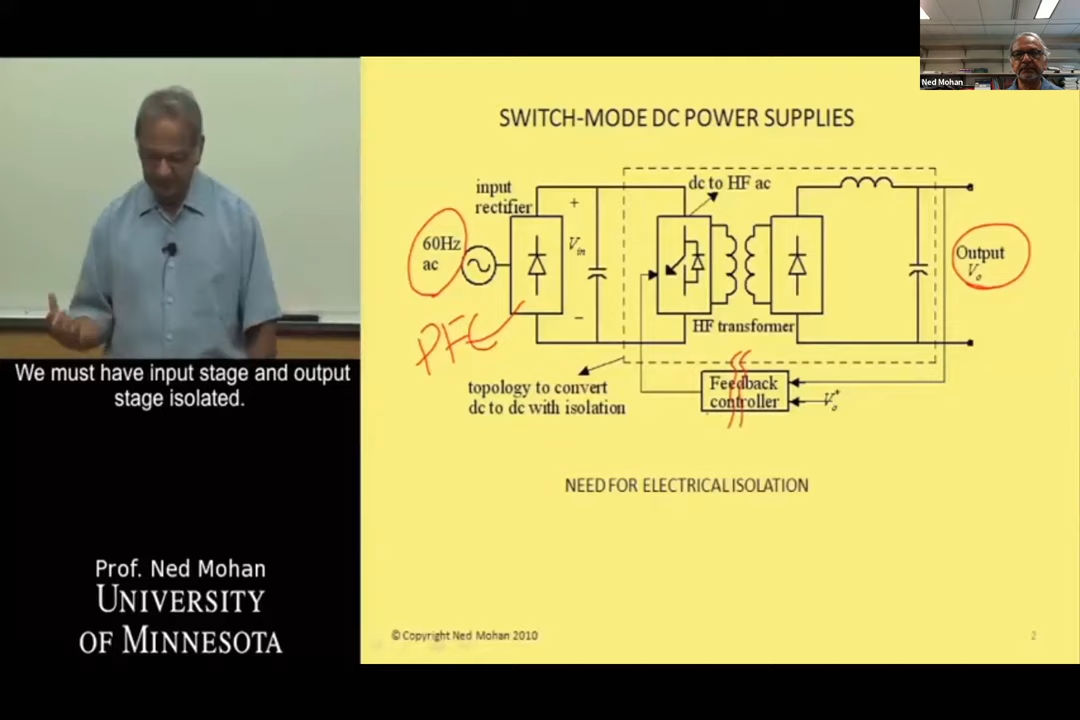 Ned Mohan
SWITCH-MODE DC POWER SUPPLIES
input
rectifier
dc to HF ac
60Hz
ac
+
Vin
−
Output
Vo
PFC
HF transformer
topology to convert
dc to dc with isolation
Feedback
controller
Vo*
NEED FOR ELECTRICAL ISOLATION
We must have input stage and output
stage isolated.
Prof. Ned Mohan
UNIVERSITY
OF MINNESOTA
© Copyright Ned Mohan 2010
2